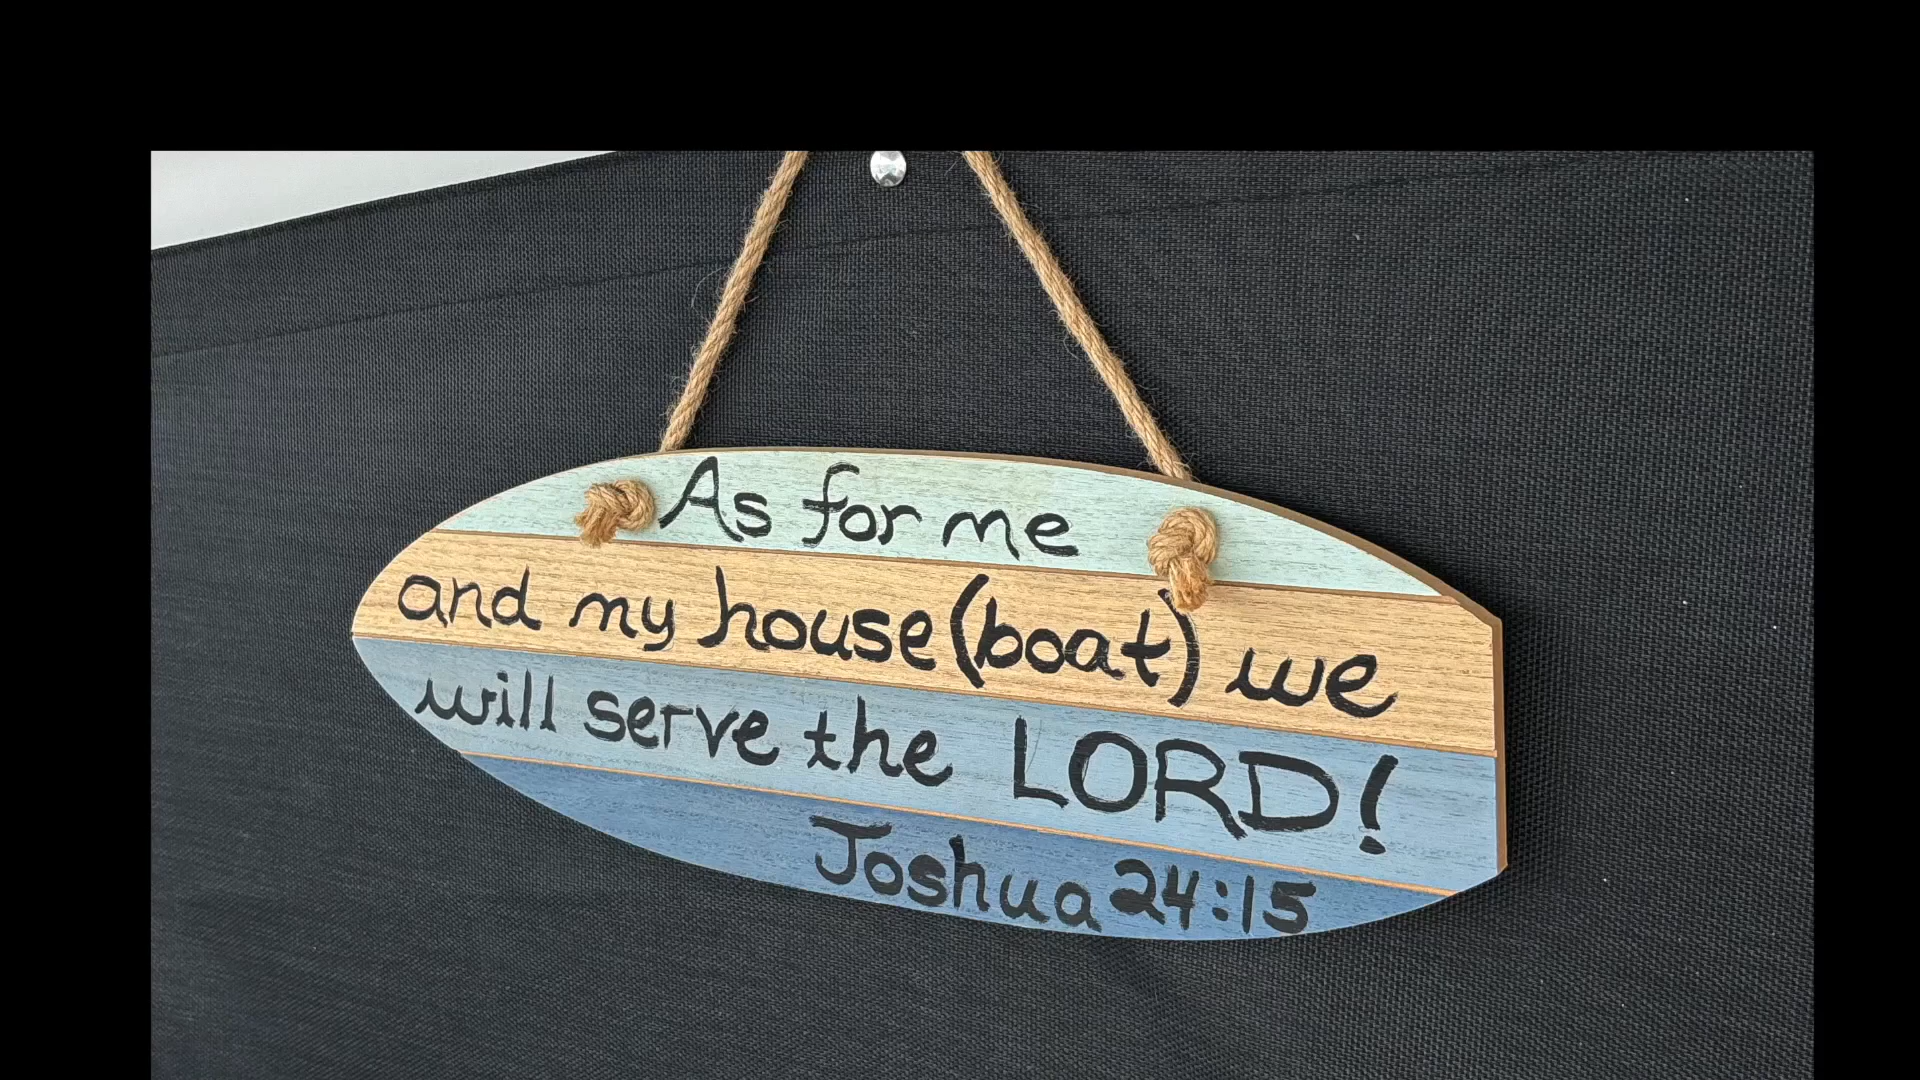 As for me
and my house (boat) we
will serve the LORD!
Joshua 24:15